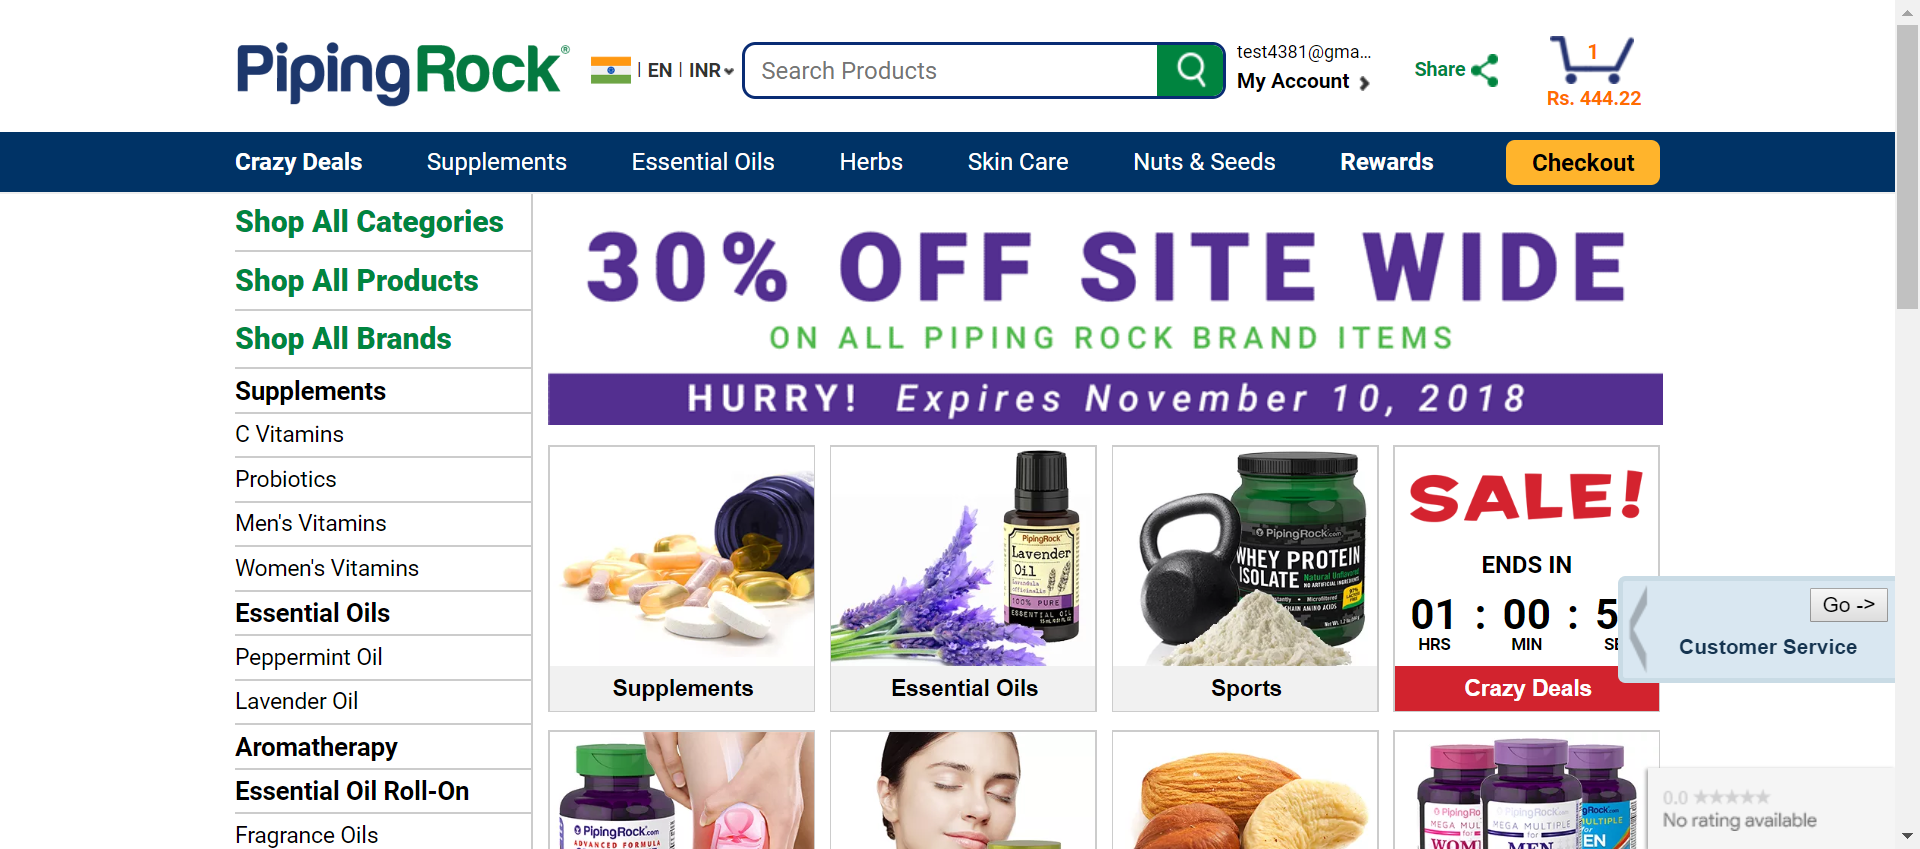 PipingRock®
| EN | INR
Search Products
test4381@gma...
My Account
Share
1
Rs. 444.22
Crazy Deals
Supplements
Essential Oils
Herbs
Skin Care
Nuts & Seeds
Rewards
Checkout
Shop All Categories
Shop All Products
Shop All Brands
Supplements
C Vitamins
Probiotics
Men's Vitamins
Women's Vitamins
Essential Oils
Peppermint Oil
Lavender Oil
Aromatherapy
Essential Oil Roll-On
Fragrance Oils
30% OFF SITE WIDE
ON ALL PIPING ROCK BRAND ITEMS
HURRY! Expires November 10, 2018
Supplements
PipingRock
Lavender
Oil
Lavandula
officinalis
100% PURE
ESSENTIAL OIL
Essential Oils
PipingRock.com
WHEY PROTEIN
ISOLATE
Natural Unflavored
Sports
SALE!
ENDS IN
01 : 00 : 5
HRS
MIN
SE
Crazy Deals
Go ->
Customer Service
PipingRock.com
ADVANCED FORMULA
PipingRock
MEGA MULTIPLE
for
WOM
PipingRock.com
MEGA MULTIPLE
for
MEN
gRock.com
ULTIPLE
for
EN
0.0 ★★★★★
No rating available